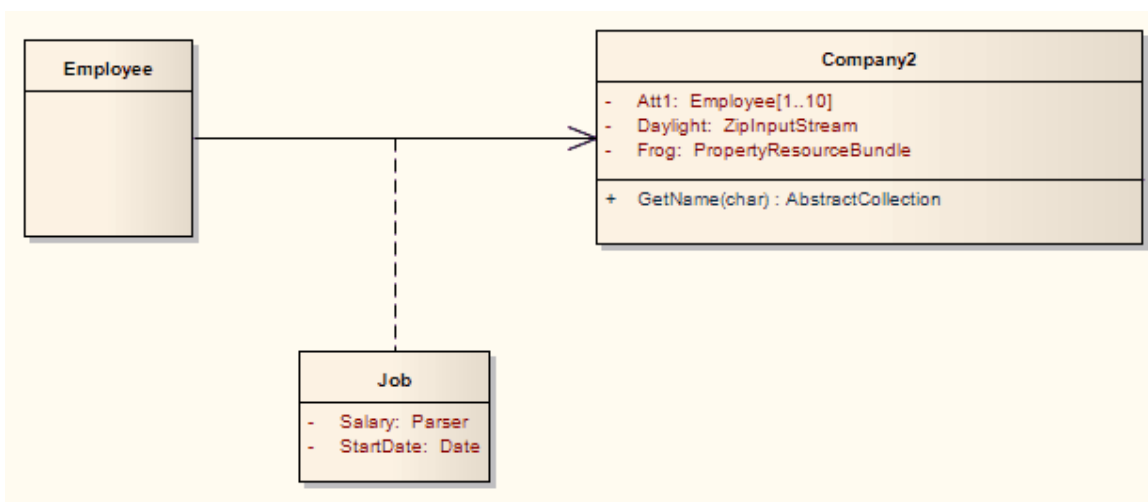 Employee
Company2
- Att1: Employee[1..10]
- Daylight: ZipInputStream
- Frog: PropertyResourceBundle
+ GetName(char) : AbstractCollection
Job
- Salary: Parser
- StartDate: Date